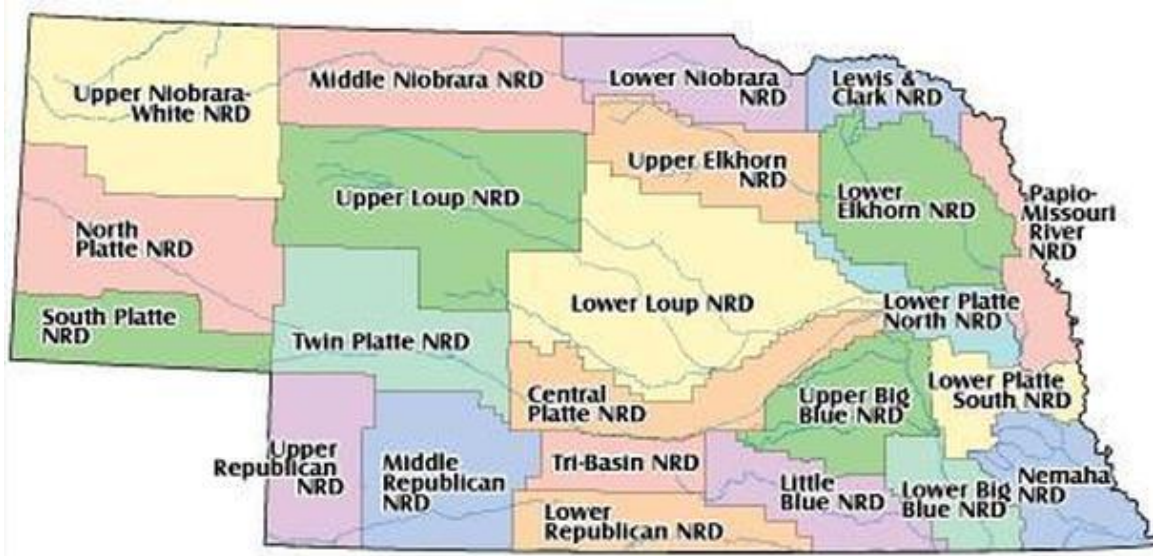 Upper Niobrara-
White NRD
Middle Niobrara NRD
Lower Niobrara
NRD
Lewis &
Clark NRD
Upper Elkhorn
NRD
Lower
Elkhorn NRD
Papio-
Missouri
River
NRD
Upper Loup NRD
North
Platte NRD
South Platte
NRD
Twin Platte NRD
Lower Loup NRD
Lower Platte
North NRD
Central
Platte NRD
Upper Big
Blue NRD
Lower Platte
South NRD
Upper
Republican
NRD
Middle
Republican
NRD
Tri-Basin NRD
Little
Blue NRD
Lower Big
Blue NRD
Nemaha
NRD
Lower
Republican NRD